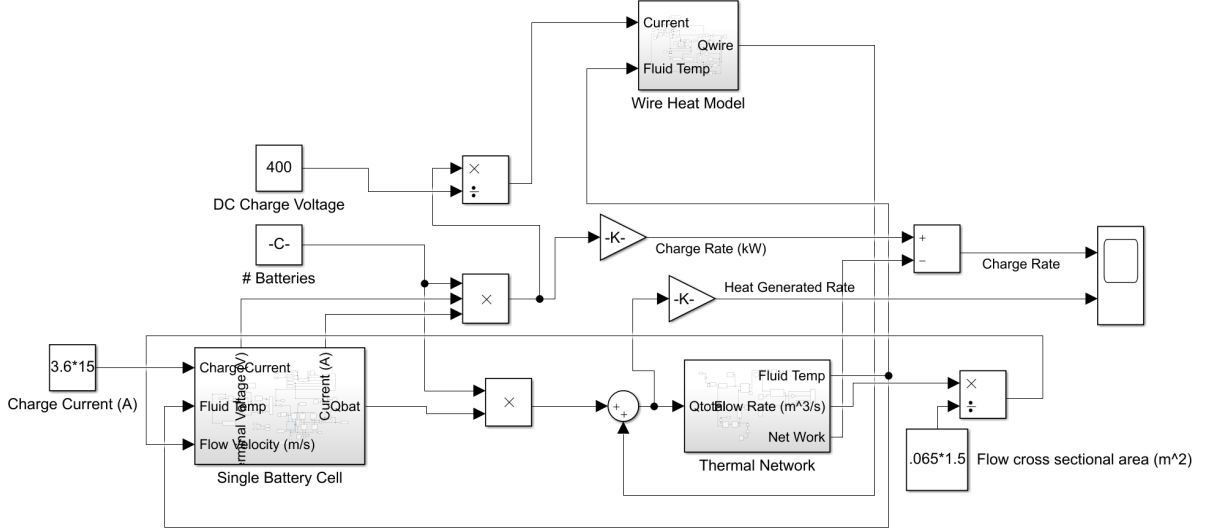 Current
Qwire
Fluid Temp
Wire Heat Model
400
×
÷
DC Charge Voltage
-C-
# Batteries
×
-K-
Charge Rate (kW)
+
−
Charge Rate
-K-
Heat Generated Rate
3.6*15
Charge Current (A)
ChargeCurrent
Fluid Temp
Flow Velocity (m/s)
erminal Voltage (V)
Current (A)
Qbat
Single Battery Cell
×
+
+
Qtotal
Fluid Temp
Flow Rate (m^3/s)
Net Work
Thermal Network
×
÷
.065*1.5
Flow cross sectional area (m^2)